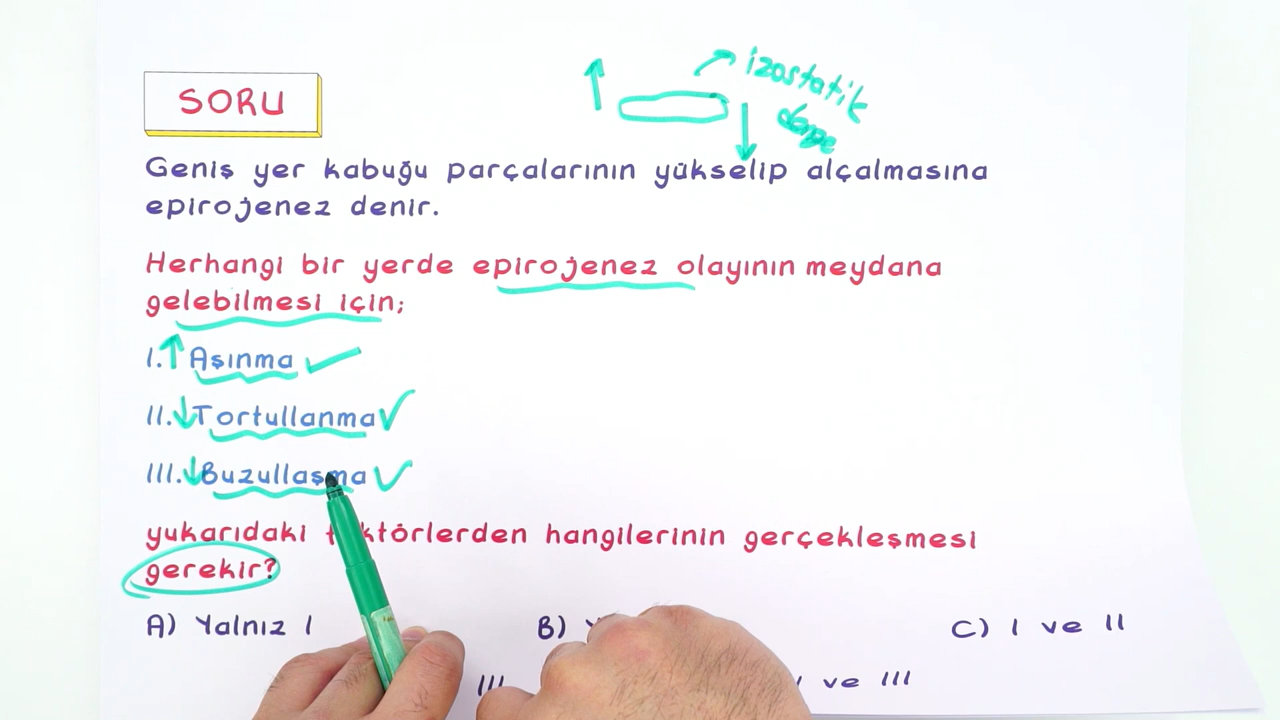 izostatik
denge
SORU
Geniş yer kabuğu parçalarının yükselip alçalmasına
epirojenez denir.
Herhangi bir yerde epirojenez olayının meydana
gelebilmesi için;
I. Aşınma
II. Tortullanma
III. Buzullaşma
yukarıdaki faktörlerden hangilerinin gerçekleşmesi
gerekir?
A) Yalnız I
B)
C) I ve II
III
ve III